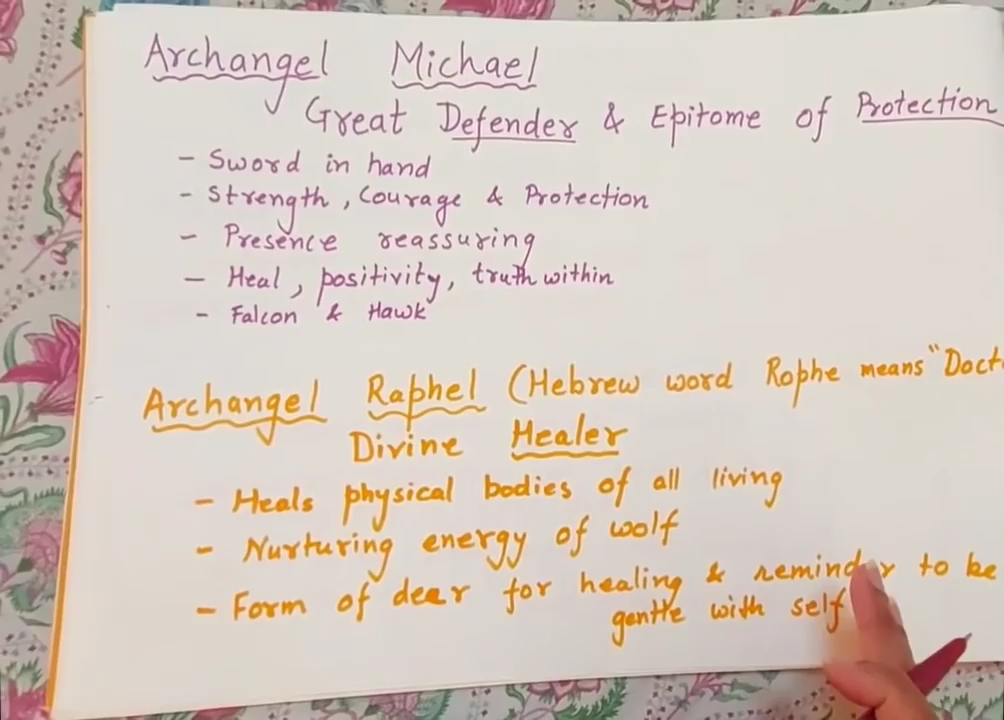 Archangel Michael
Great Defender & Epitome of Protection
- Sword in hand
- Strength, Courage & Protection
- Presence reassuring
- Heal, positivity, truth within
- Falcon & Hawk
Archangel Raphel (Hebrew word Rophe means "Doct
Divine Healer
- Heals physical bodies of all living
- Nurturing energy of wolf
- Form of deer for healing & reminder to be
gentle with self